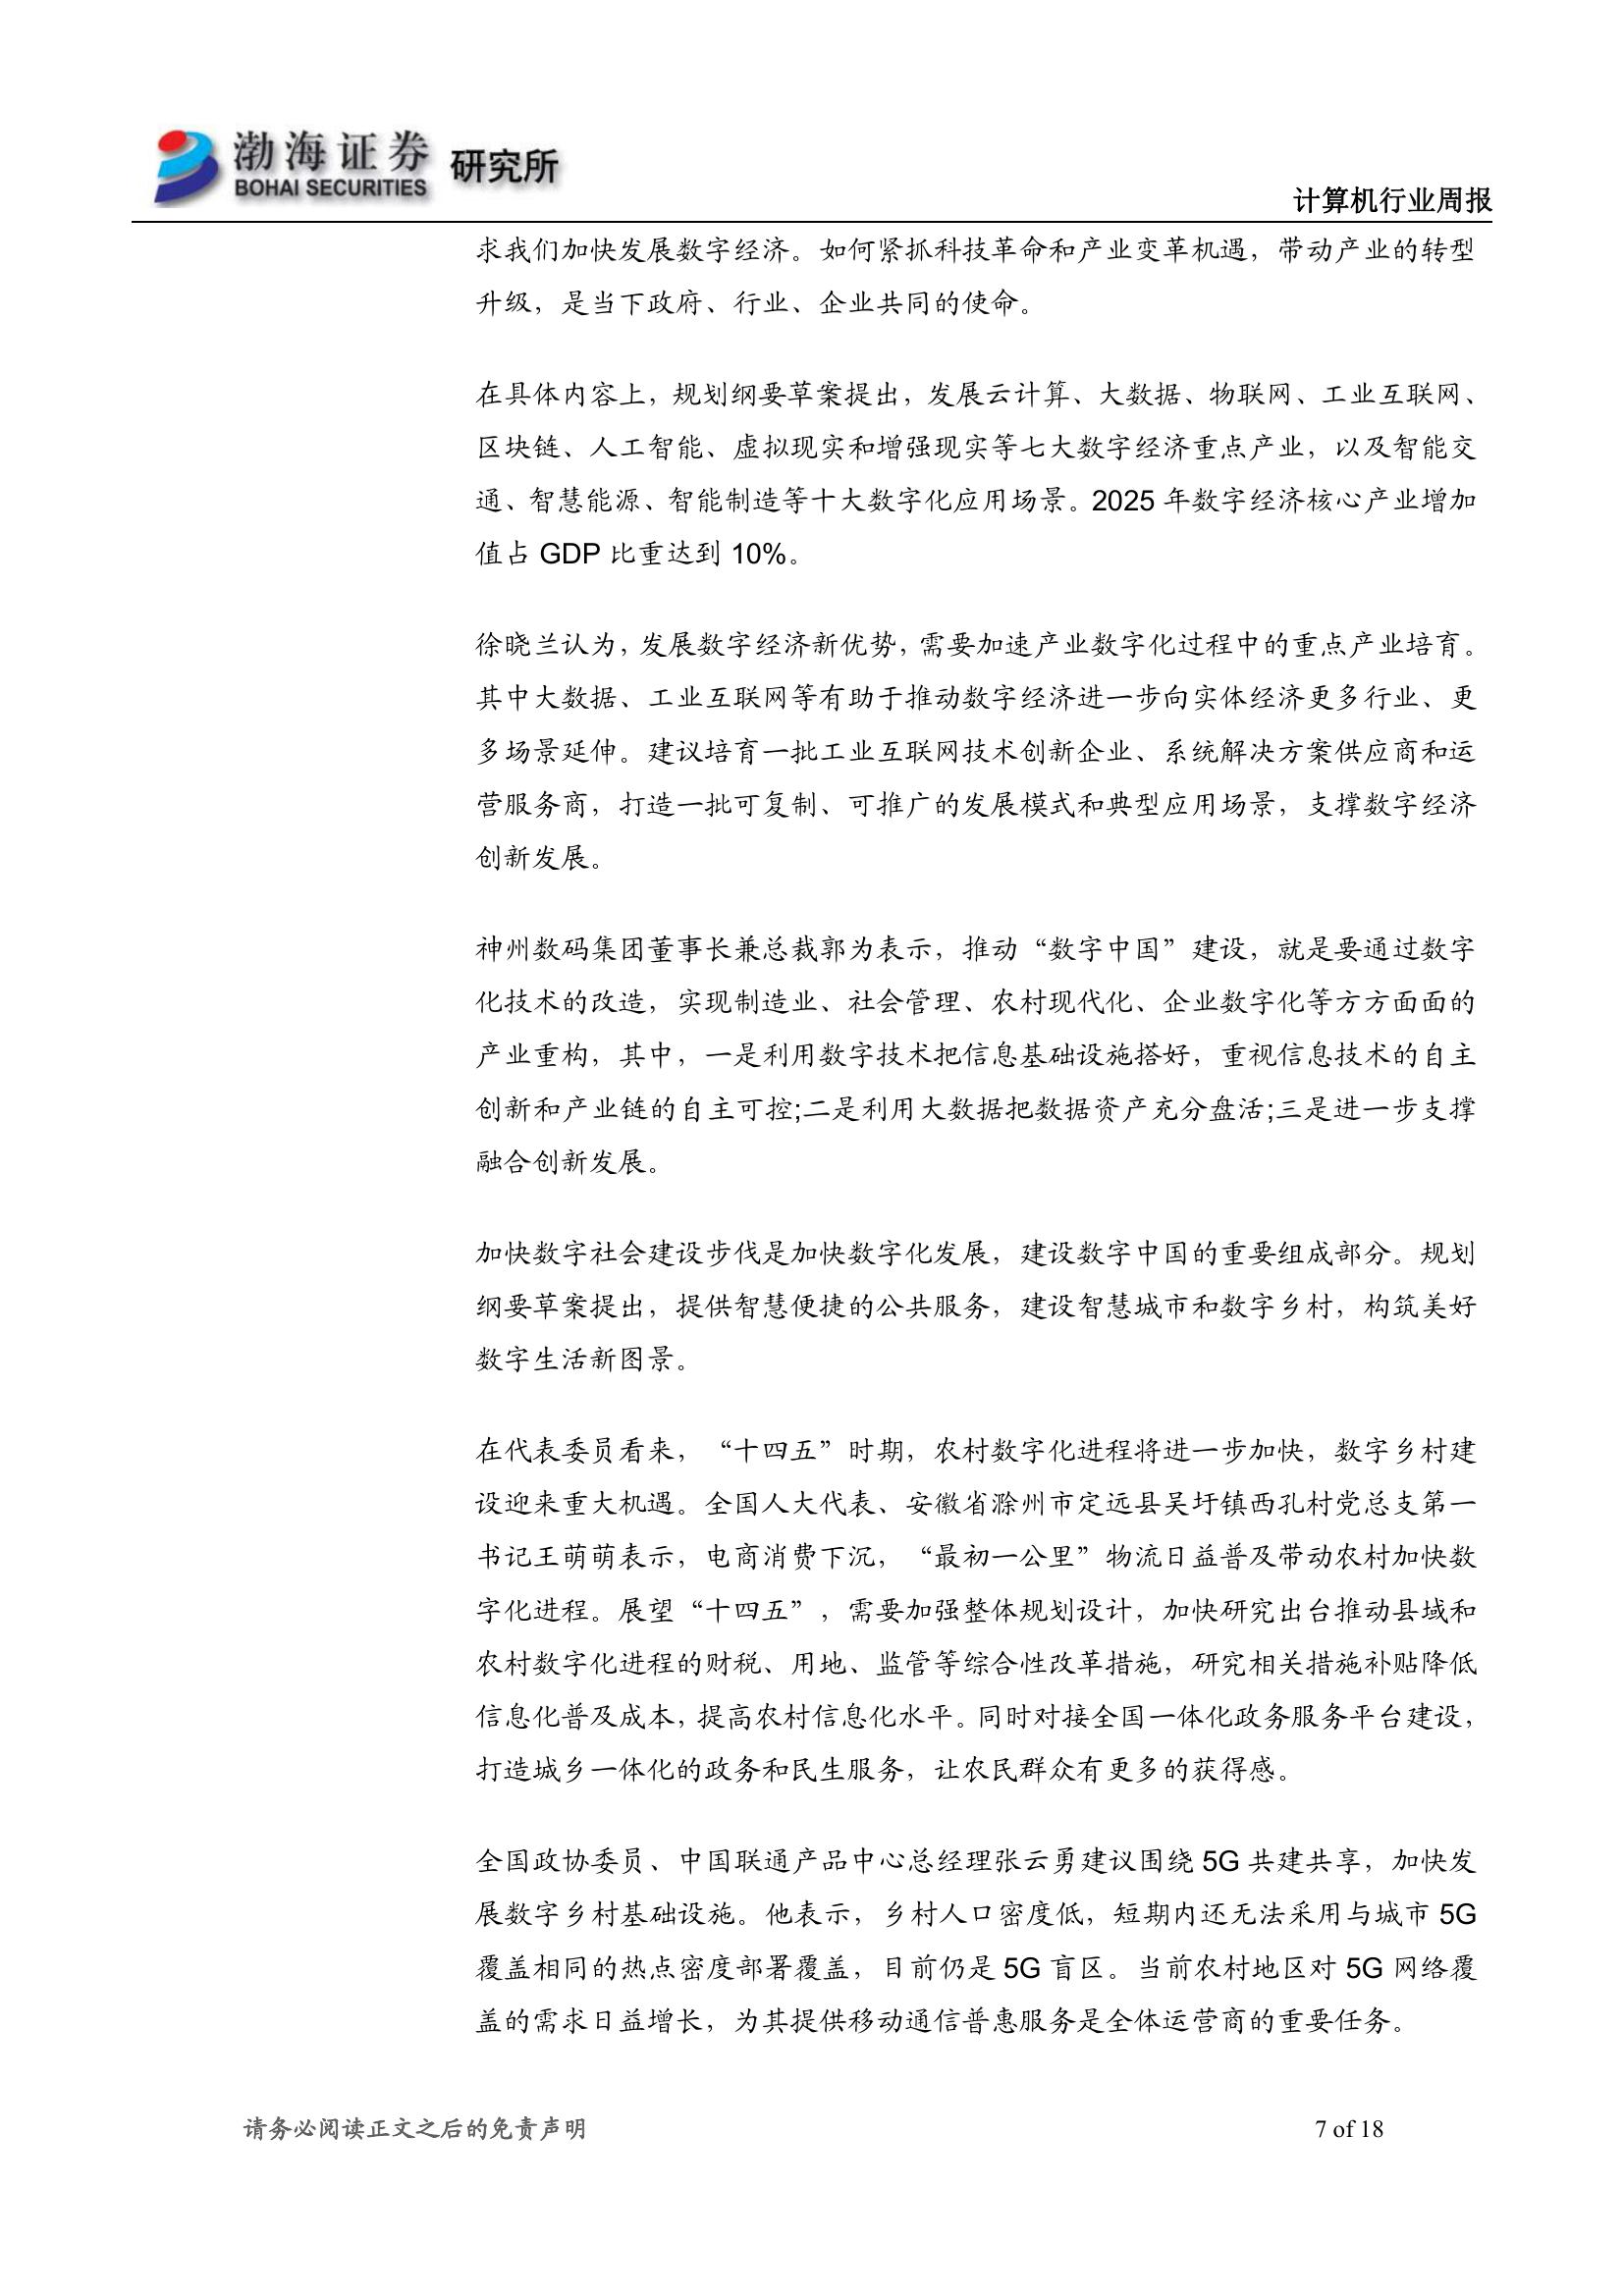 渤海证券 研究所
BOHAI SECURITIES
计算机行业周报
求我们加快发展数字经济。如何紧抓科技革命和产业变革机遇，带动产业的转型
升级，是当下政府、行业、企业共同的使命。
在具体内容上，规划纲要草案提出，发展云计算、大数据、物联网、工业互联网、
区块链、人工智能、虚拟现实和增强现实等七大数字经济重点产业，以及智能交
通、智慧能源、智能制造等十大数字化应用场景。2025 年数字经济核心产业增加
值占 GDP 比重达到 10%。
徐晓兰认为，发展数字经济新优势，需要加速产业数字化过程中的重点产业培育。
其中大数据、工业互联网等有助于推动数字经济进一步向实体经济更多行业、更
多场景延伸。建议培育一批工业互联网技术创新企业、系统解决方案供应商和运
营服务商，打造一批可复制、可推广的发展模式和典型应用场景，支撑数字经济
创新发展。
神州数码集团董事长兼总裁郭为表示，推动“数字中国”建设，就是要通过数字
化技术的改造，实现制造业、社会管理、农村现代化、企业数字化等方方面面的
产业重构，其中，一是利用数字技术把信息基础设施搭好，重视信息技术的自主
创新和产业链的自主可控;二是利用大数据把数据资产充分盘活;三是进一步支撑
融合创新发展。
加快数字社会建设步伐是加快数字化发展，建设数字中国的重要组成部分。规划
纲要草案提出，提供智慧便捷的公共服务，建设智慧城市和数字乡村，构筑美好
数字生活新图景。
在代表委员看来，“十四五”时期，农村数字化进程将进一步加快，数字乡村建
设迎来重大机遇。全国人大代表、安徽省滁州市定远县吴圩镇西孔村党总支第一
书记王萌萌表示，电商消费下沉，“最初一公里”物流日益普及带动农村加快数
字化进程。展望“十四五”，需要加强整体规划设计，加快研究出台推动县域和
农村数字化进程的财税、用地、监管等综合性改革措施，研究相关措施补贴降低
信息化普及成本，提高农村信息化水平。同时对接全国一体化政务服务平台建设，
打造城乡一体化的政务和民生服务，让农民群众有更多的获得感。
全国政协委员、中国联通产品中心总经理张云勇建议围绕 5G 共建共享，加快发
展数字乡村基础设施。他表示，乡村人口密度低，短期内还无法采用与城市 5G
覆盖相同的热点密度部署覆盖，目前仍是 5G 盲区。当前农村地区对 5G 网络覆
盖的需求日益增长，为其提供移动通信普惠服务是全体运营商的重要任务。
请务必阅读正文之后的免责声明
7 of 18